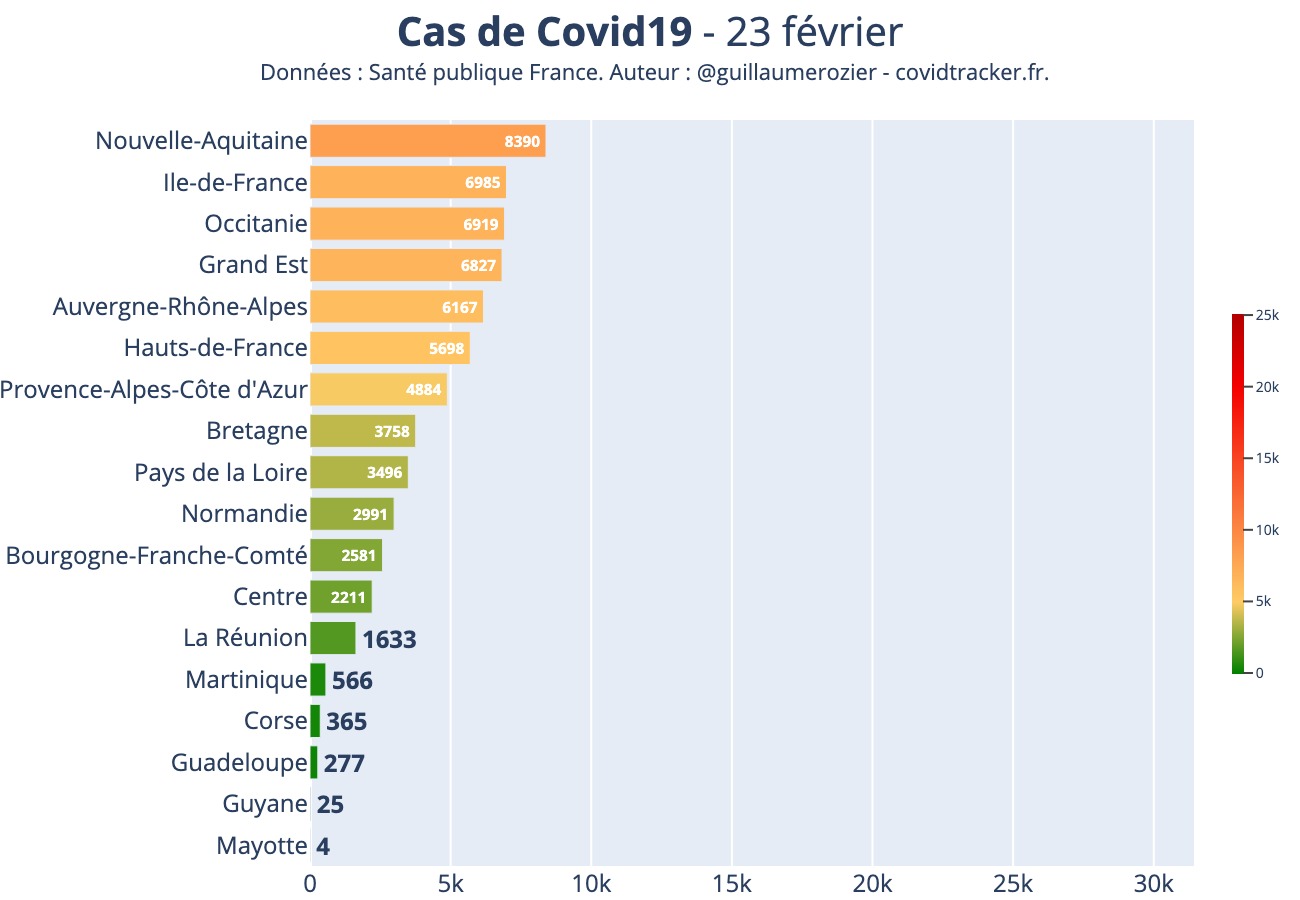 Cas de Covid19 - 23 février
Données : Santé publique France. Auteur : @guillaumerozier - covidtracker.fr.
Nouvelle-Aquitaine 8390
Ile-de-France 6985
Occitanie 6919
Grand Est 6827
Auvergne-Rhône-Alpes 6167
Hauts-de-France 5698
Provence-Alpes-Côte d'Azur 4884
Bretagne 3758
Pays de la Loire 3496
Normandie 2991
Bourgogne-Franche-Comté 2581
Centre 2211
La Réunion 1633
Martinique 566
Corse 365
Guadeloupe 277
Guyane 25
Mayotte 4
0 5k 10k 15k 20k 25k 30k
25k
20k
15k
10k
5k
0